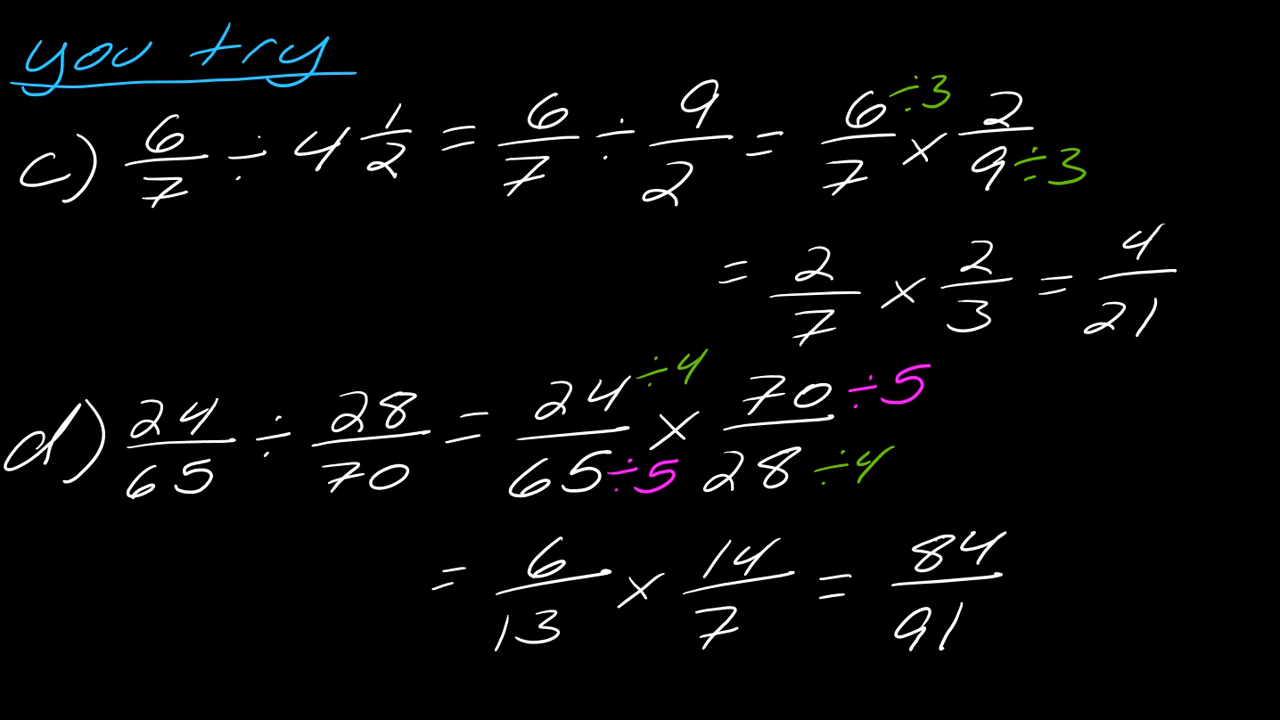 you try
c) 6/7 ÷ 4 1/2 = 6/7 ÷ 9/2 = 6÷3/7 × 2/9÷3
= 2/7 × 2/3 = 4/21
d) 24/65 ÷ 28/70 = 24÷4/65÷5 × 70÷5/28÷4
= 6/13 × 14/7 = 84/91